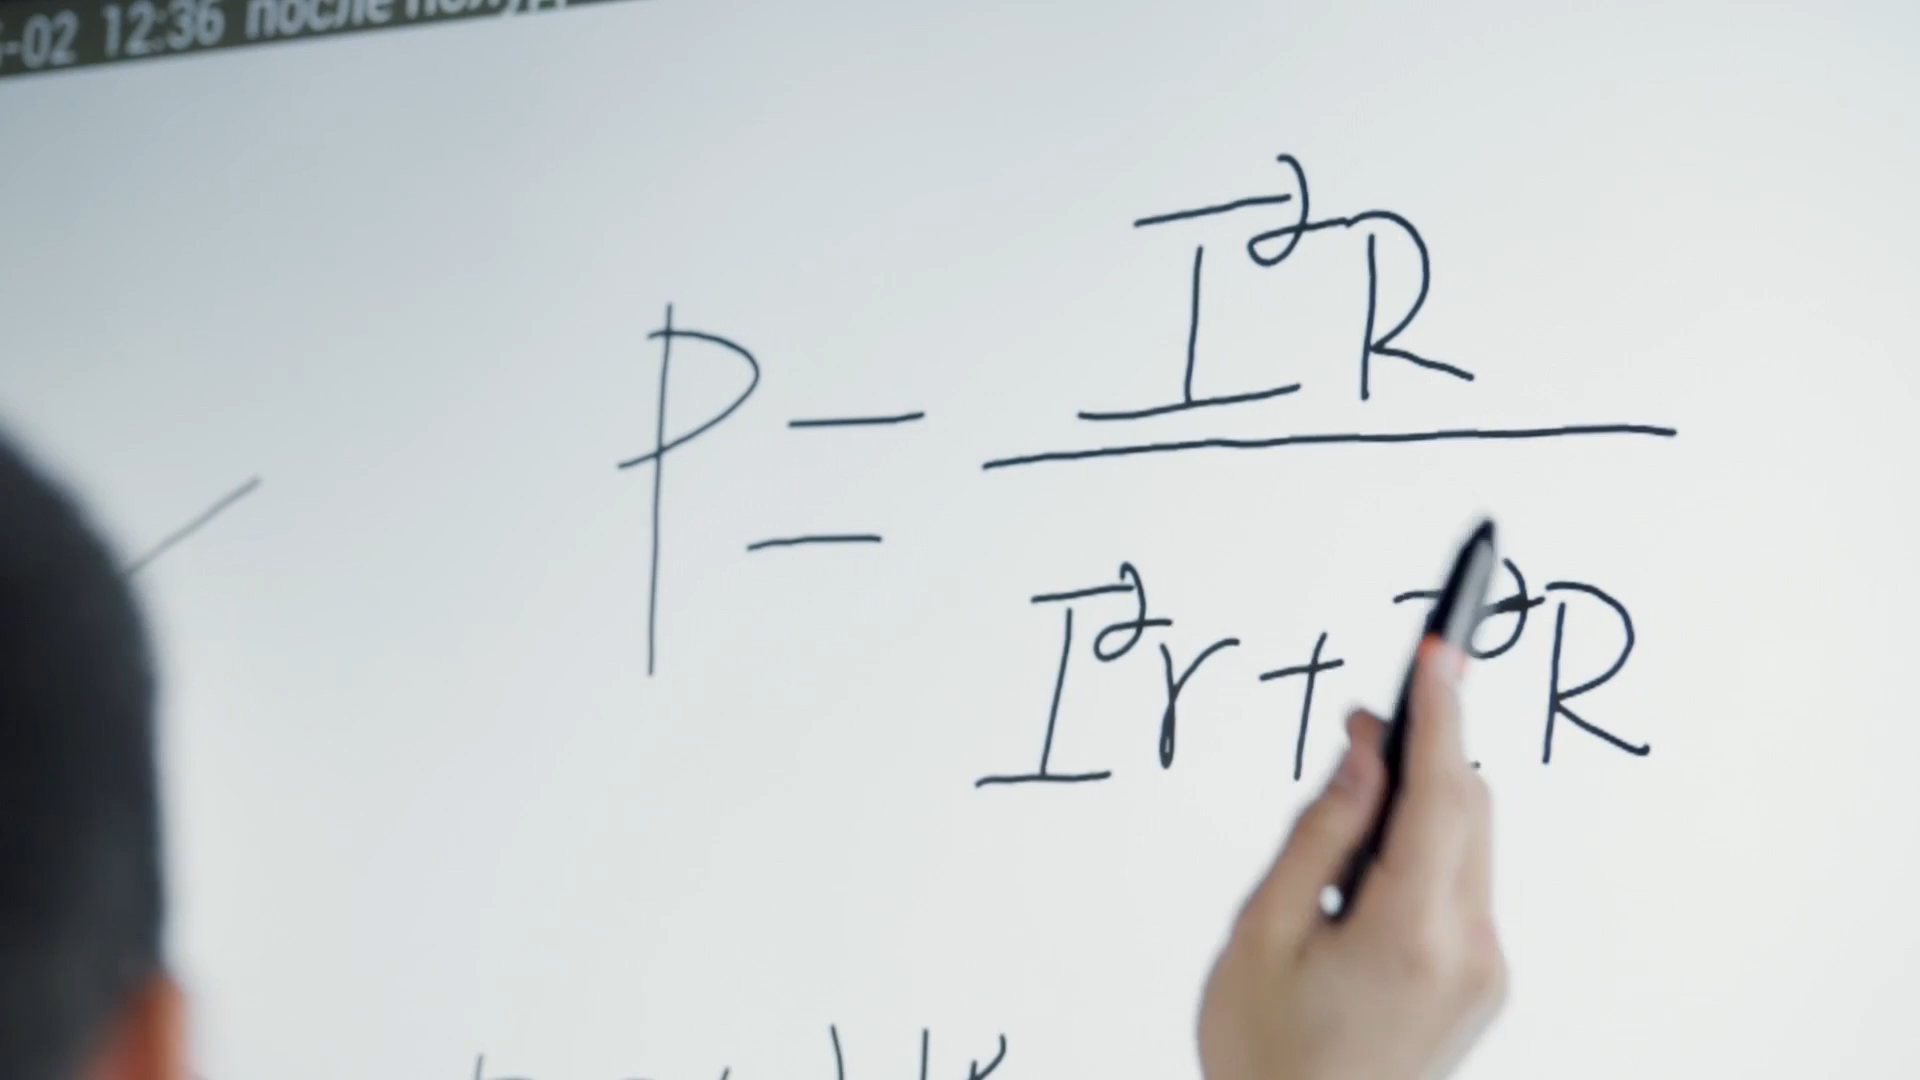 -02 12:36 после полуд
P = I²R / I²r + I²R